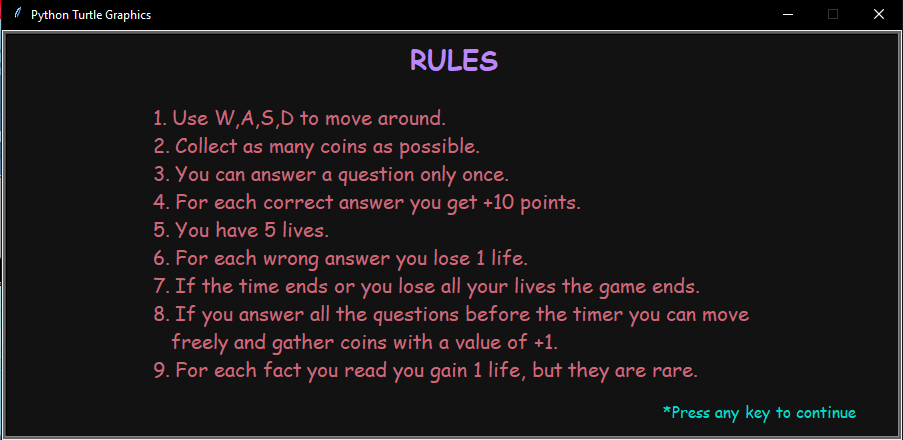 Python Turtle Graphics
RULES
1. Use W,A,S,D to move around.
2. Collect as many coins as possible.
3. You can answer a question only once.
4. For each correct answer you get +10 points.
5. You have 5 lives.
6. For each wrong answer you lose 1 life.
7. If the time ends or you lose all your lives the game ends.
8. If you answer all the questions before the timer you can move
freely and gather coins with a value of +1.
9. For each fact you read you gain 1 life, but they are rare.
*Press any key to continue